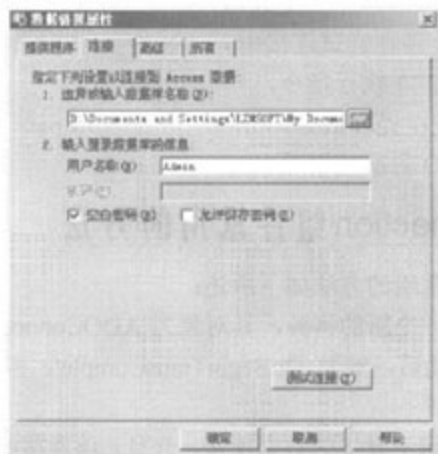 数据链接属性
提供程序 连接 高级 所有
指定下列设置以连接到 Access 数据:
1. 选择或输入数据库名称(D):
D:\Documents and Settings\LZMSOFT\My Docume ...
2. 输入登录数据库的信息
用户名称(N): Admin
密码(P):
空白密码(B) 允许保存密码(S)
测试连接(T)
确定 取消 帮助